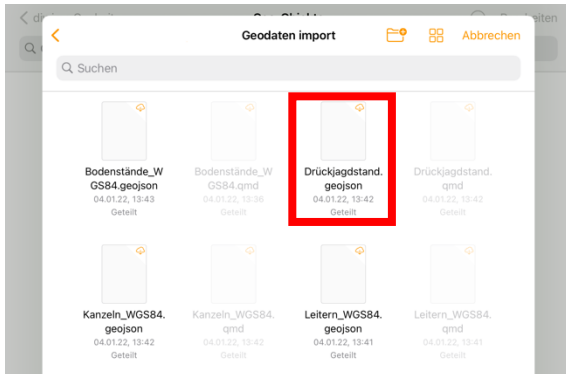 Geodaten import
Abbrechen
Suchen
Bodenstände_W
GS84.geojson
04.01.22, 13:43
Geteilt
Bodenstände_W
GS84.qmd
04.01.22, 13:36
Geteilt
Drückjagdstand.
geojson
04.01.22, 13:42
Geteilt
Drückjagdstand.
qmd
04.01.22, 13:42
Geteilt
Kanzeln_WGS84.
geojson
04.01.22, 13:42
Geteilt
Kanzeln_WGS84.
qmd
04.01.22, 13:42
Geteilt
Leitern_WGS84.
geojson
04.01.22, 13:41
Geteilt
Leitern_WGS84.
qmd
04.01.22, 13:41
Geteilt